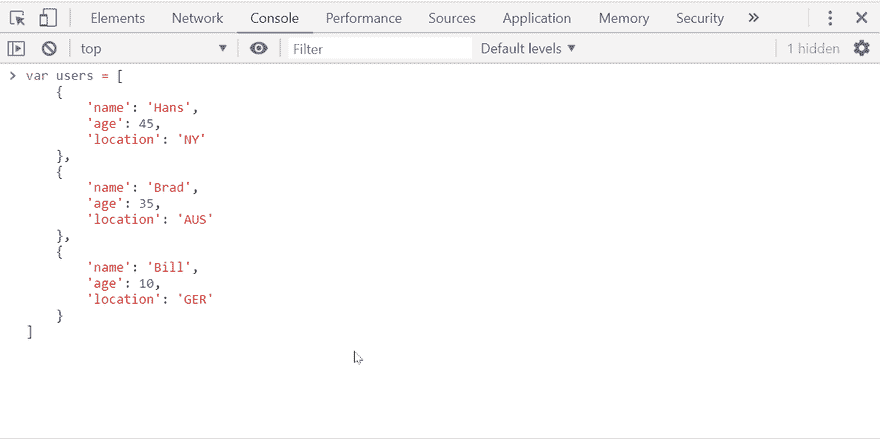 Elements Network Console Performance Sources Application Memory Security »
top ▼ Filter Default levels ▼ 1 hidden
> var users = [
    {
        'name': 'Hans',
        'age': 45,
        'location': 'NY'
    },
    {
        'name': 'Brad',
        'age': 35,
        'location': 'AUS'
    },
    {
        'name': 'Bill',
        'age': 10,
        'location': 'GER'
    }
]